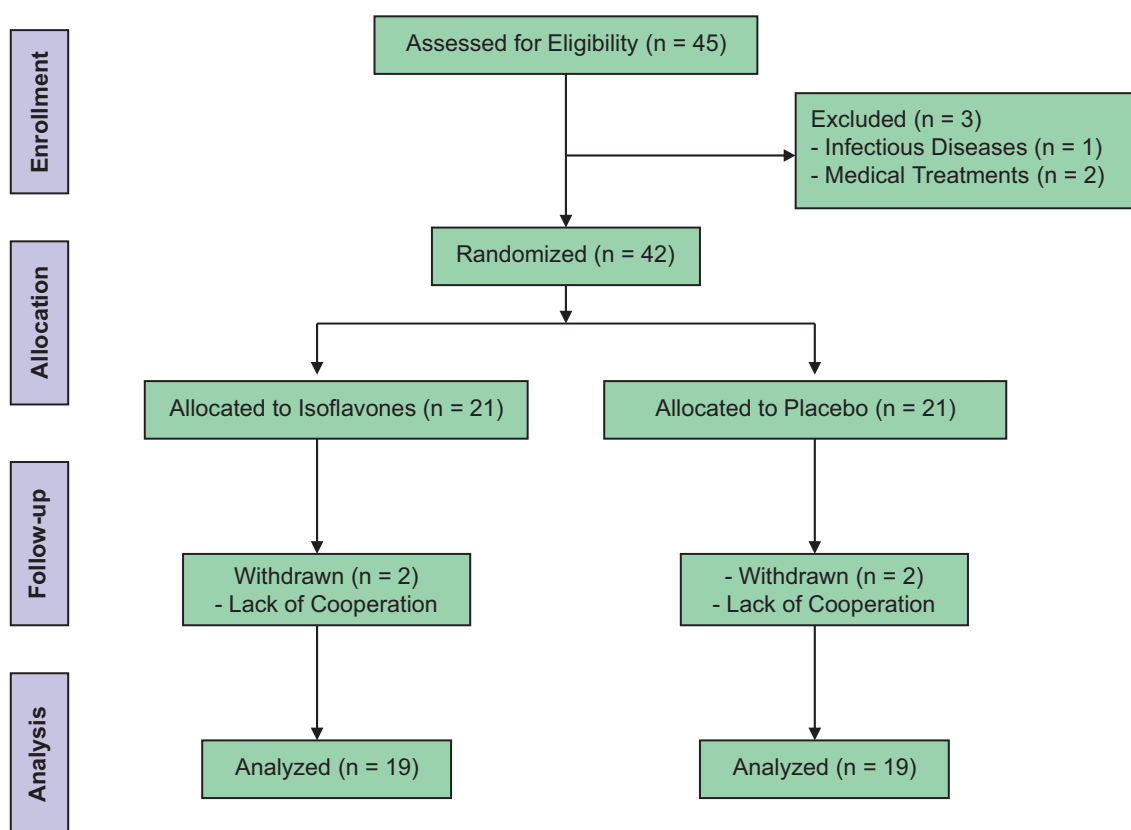 Enrollment
Assessed for Eligibility (n = 45)
Excluded (n = 3)
- Infectious Diseases (n = 1)
- Medical Treatments (n = 2)
Allocation
Randomized (n = 42)
Allocated to Isoflavones (n = 21)
Allocated to Placebo (n = 21)
Follow-up
Withdrawn (n = 2)
- Lack of Cooperation
- Withdrawn (n = 2)
- Lack of Cooperation
Analysis
Analyzed (n = 19)
Analyzed (n = 19)